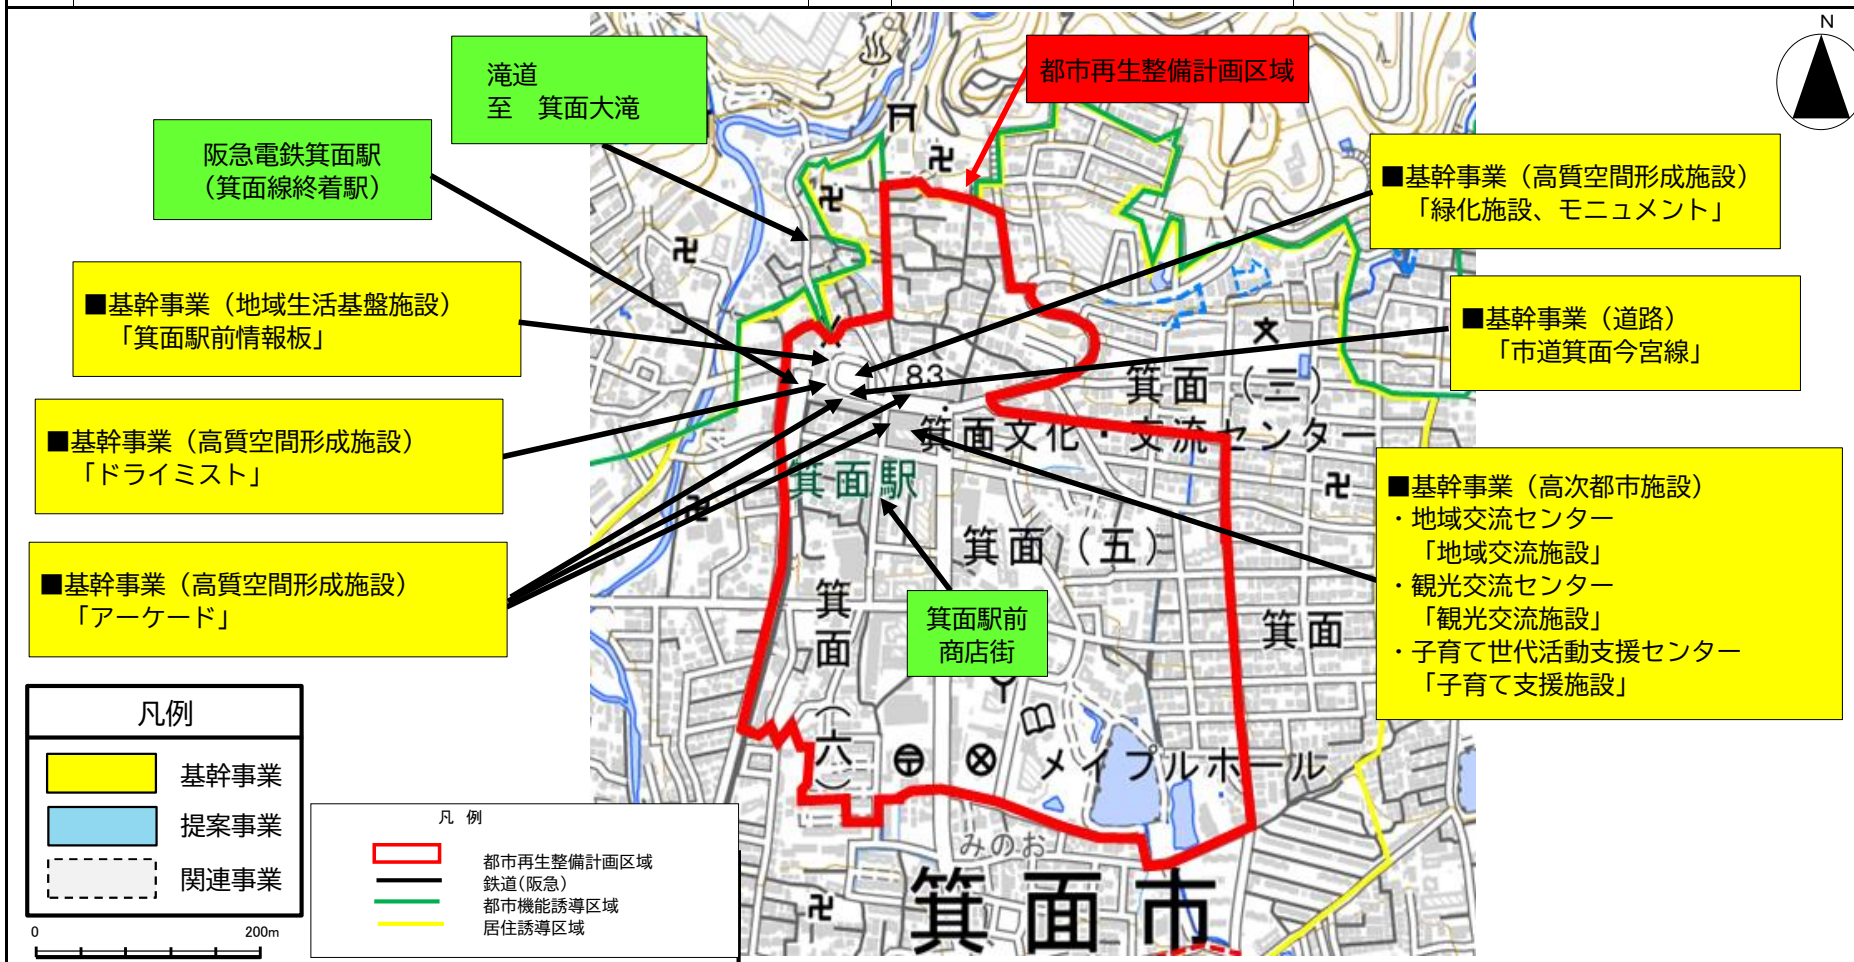 N
滝道
至　箕面大滝
都市再生整備計画区域
阪急電鉄箕面駅
（箕面線終着駅）
■基幹事業（高質空間形成施設）
「緑化施設、モニュメント」
■基幹事業（地域生活基盤施設）
「箕面駅前情報板」
■基幹事業（道路）
「市道箕面今宮線」
■基幹事業（高質空間形成施設）
「ドライミスト」
■基幹事業（高次都市施設）
・地域交流センター
「地域交流施設」
・観光交流センター
「観光交流施設」
・子育て世代活動支援センター
「子育て支援施設」
■基幹事業（高質空間形成施設）
「アーケード」
箕面駅前
商店街
83
箕面（三）
箕面文化・交流センター
箕面駅
箕面（五）
箕面（六）
箕面
メイプルホール
みのお
箕面市
凡例
基幹事業
提案事業
関連事業
0 200m
凡 例
都市再生整備計画区域
鉄道(阪急)
都市機能誘導区域
居住誘導区域